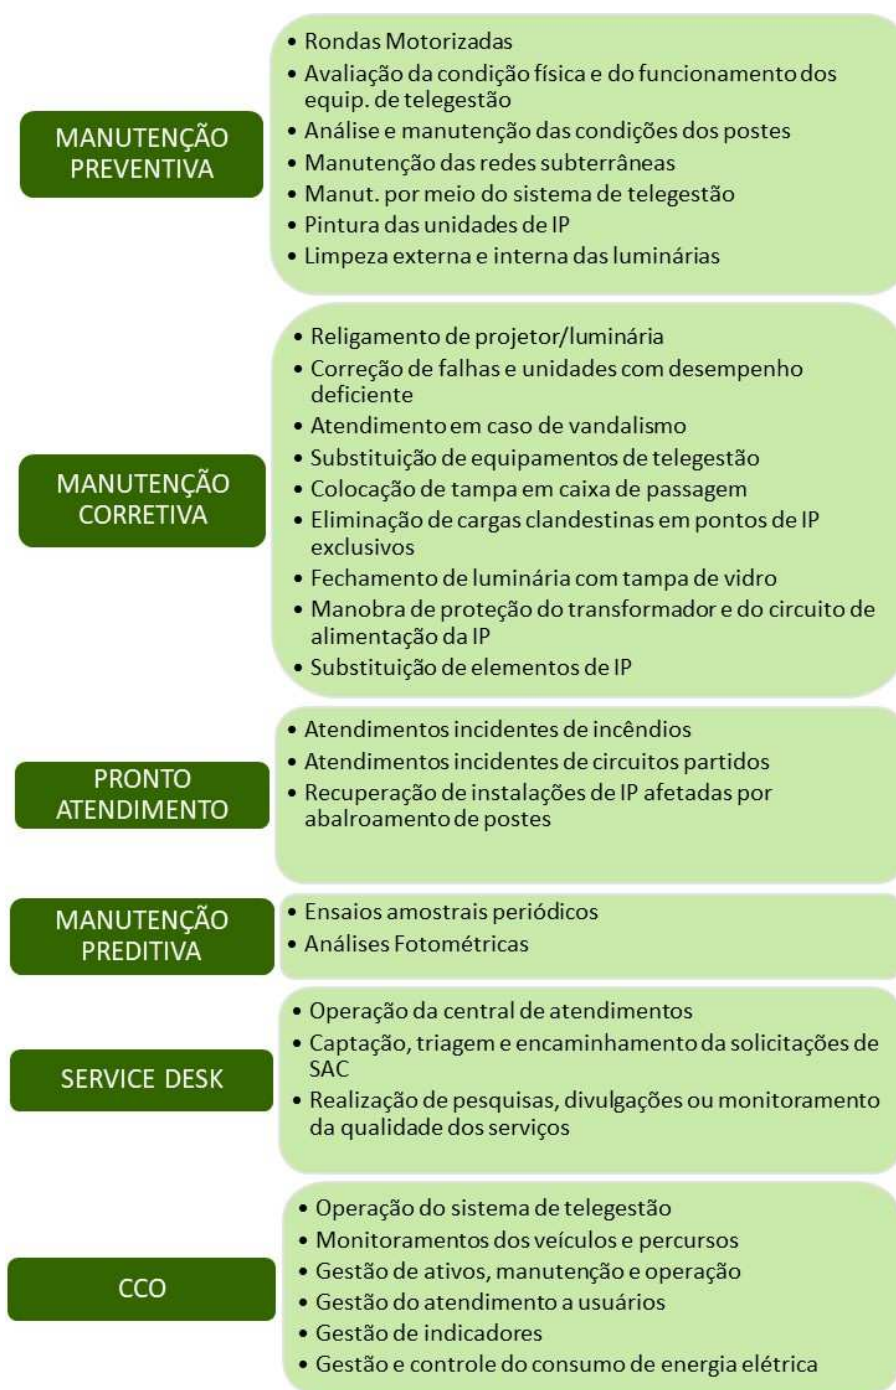 MANUTENÇÃO
PREVENTIVA
• Rondas Motorizadas
• Avaliação da condição física e do funcionamento dos
equip. de telegestão
• Análise e manutenção das condições dos postes
• Manutenção das redes subterrâneas
• Manut. por meio do sistema de telegestão
• Pintura das unidades de IP
• Limpeza externa e interna das luminárias
MANUTENÇÃO
CORRETIVA
• Religamento de projetor/luminária
• Correção de falhas e unidades com desempenho
deficiente
• Atendimento em caso de vandalismo
• Substituição de equipamentos de telegestão
• Colocação de tampa em caixa de passagem
• Eliminação de cargas clandestinas em pontos de IP
exclusivos
• Fechamento de luminária com tampa de vidro
• Manobra de proteção do transformador e do circuito de
alimentação da IP
• Substituição de elementos de IP
PRONTO
ATENDIMENTO
• Atendimentos incidentes de incêndios
• Atendimentos incidentes de circuitos partidos
• Recuperação de instalações de IP afetadas por
abalroamento de postes
MANUTENÇÃO
PREDITIVA
• Ensaios amostrais periódicos
• Análises Fotométricas
SERVICE DESK
• Operação da central de atendimentos
• Captação, triagem e encaminhamento da solicitações de
SAC
• Realização de pesquisas, divulgações ou monitoramento
da qualidade dos serviços
CCO
• Operação do sistema de telegestão
• Monitoramentos dos veículos e percursos
• Gestão de ativos, manutenção e operação
• Gestão do atendimento a usuários
• Gestão de indicadores
• Gestão e controle do consumo de energia elétrica